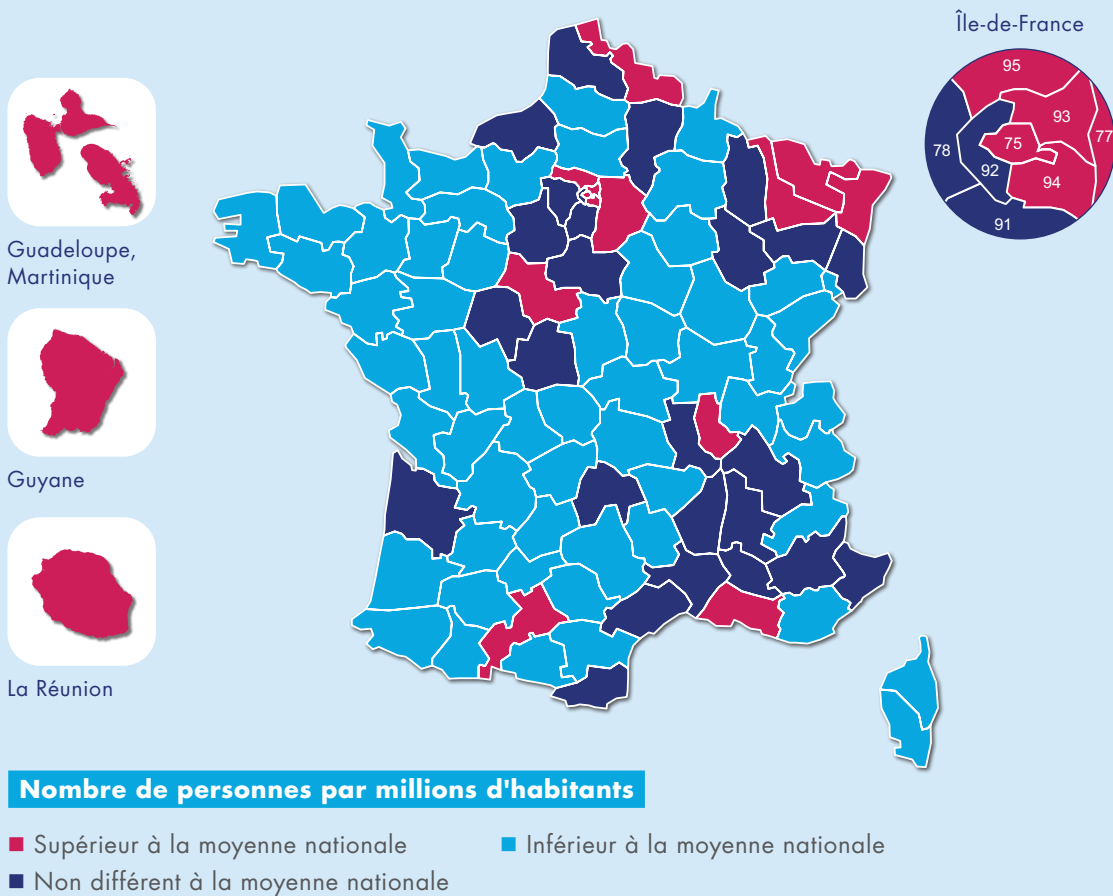 Île-de-France
95
93
77
75
78
92
94
91
Guadeloupe,
Martinique
Guyane
La Réunion
Nombre de personnes par millions d'habitants
Supérieur à la moyenne nationale
Inférieur à la moyenne nationale
Non différent à la moyenne nationale